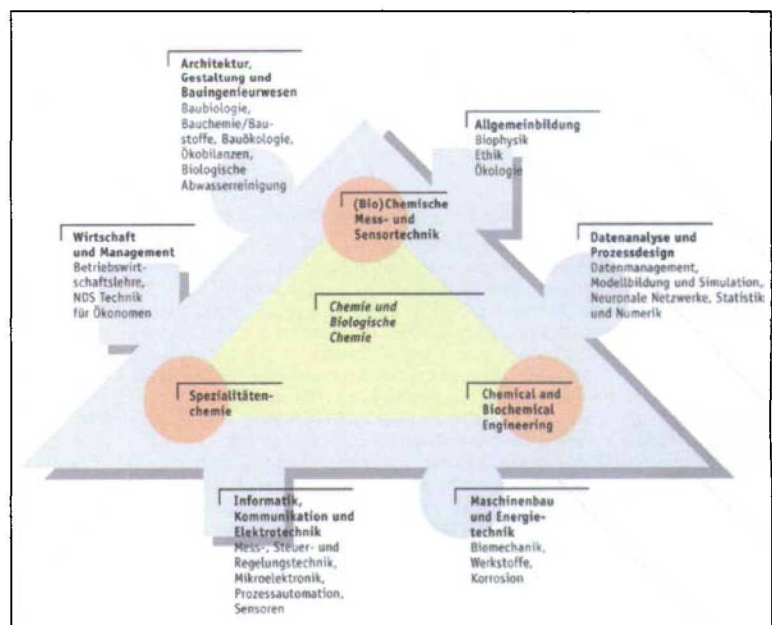 Architektur,
Gestaltung und
Bauingenieurwesen
Baubiologie,
Bauchemie/Bau-
stoffe, Bauökologie,
Ökobilanzen,
Biologische
Abwasserreinigung
Allgemeinbildung
Biophysik
Ethik
Ökologie
(Bio)Chemische
Mess- und
Sensortechnik
Wirtschaft
und Management
Betriebswirt-
schaftslehre,
NDS Technik
für Ökonomen
Datenanalyse und
Prozessdesign
Datenmanagement,
Modellbildung und Simulation,
Neuronale Netzwerke, Statistik
und Numerik
Chemie und
Biologische
Chemie
Spezialitäten-
chemie
Chemical and
Biochemical
Engineering
Informatik,
Kommunikation und
Elektrotechnik
Mess-, Steuer- und
Regelungstechnik,
Mikroelektronik,
Prozessautomation,
Sensoren
Maschinenbau
und Energie-
technik
Biomechanik,
Werkstoffe,
Korrosion